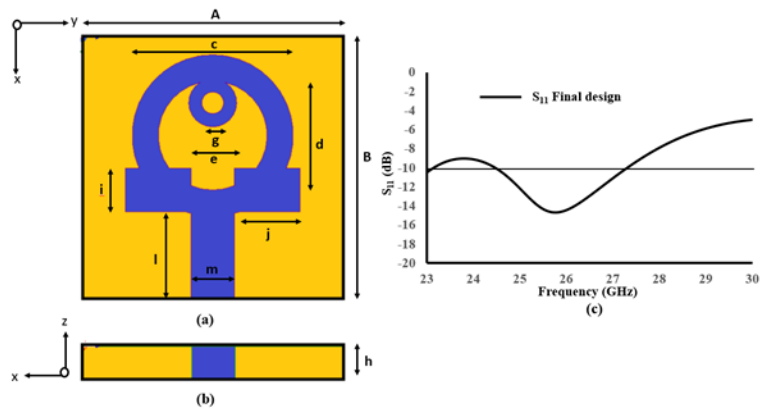 A
y
x
c
g
e
d
B
i
j
l
m
(a)
z
x
h
(b)
S11 Final design
S11 (dB)
0
-2
-4
-6
-8
-10
-12
-14
-16
-18
-20
23 24 25 26 27 28 29 30
Frequency (GHz)
(c)